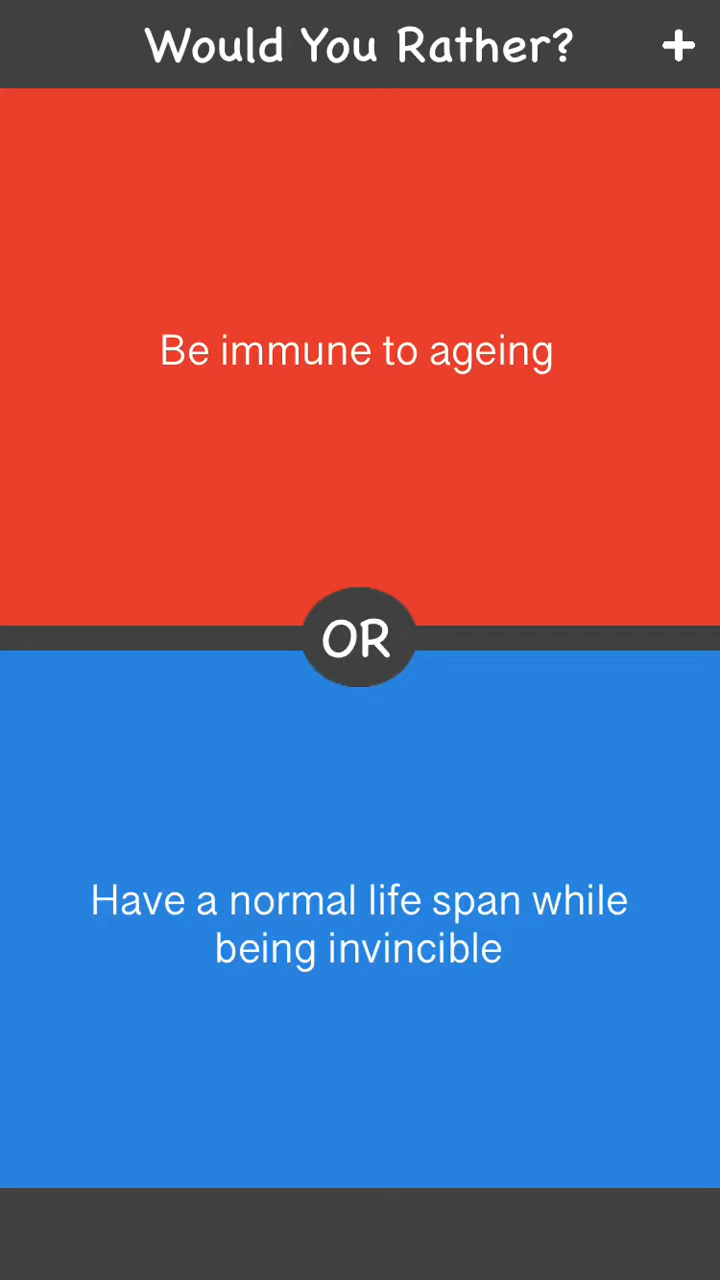 Would You Rather? +
Be immune to ageing
OR
Have a normal life span while
being invincible